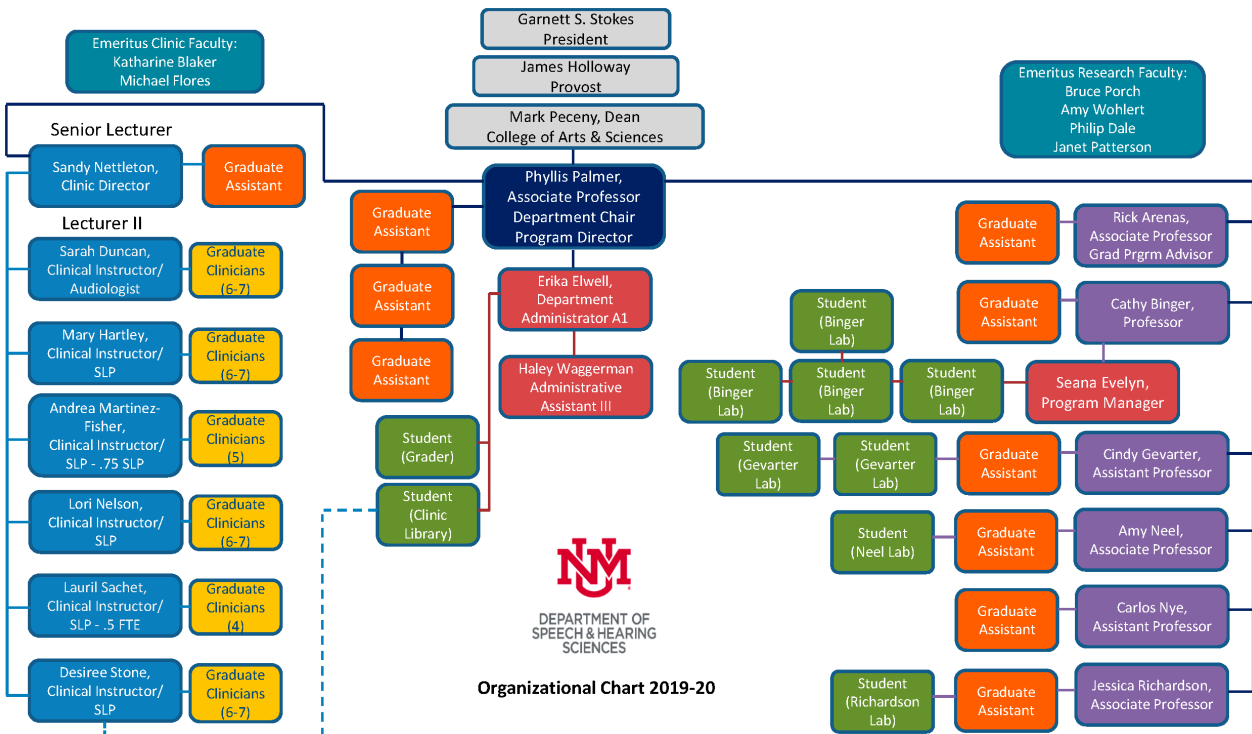 Garnett S. Stokes
President
James Holloway
Provost
Mark Peceny, Dean
College of Arts & Sciences
Emeritus Clinic Faculty:
Katharine Blaker
Michael Flores
Emeritus Research Faculty:
Bruce Porch
Amy Wohlert
Philip Dale
Janet Patterson
Senior Lecturer
Sandy Nettleton,
Clinic Director
Graduate
Assistant
Lecturer II
Sarah Duncan,
Clinical Instructor/
Audiologist
Graduate
Clinicians
(6-7)
Mary Hartley,
Clinical Instructor/
SLP
Graduate
Clinicians
(6-7)
Andrea Martinez-
Fisher,
Clinical Instructor/
SLP - .75 SLP
Graduate
Clinicians
(5)
Lori Nelson,
Clinical Instructor/
SLP
Graduate
Clinicians
(6-7)
Lauril Sachet,
Clinical Instructor/
SLP - .5 FTE
Graduate
Clinicians
(4)
Desiree Stone,
Clinical Instructor/
SLP
Graduate
Clinicians
(6-7)
Phyllis Palmer,
Associate Professor
Department Chair
Program Director
Graduate
Assistant
Graduate
Assistant
Graduate
Assistant
Erika Elwell,
Department
Administrator A1
Haley Waggerman
Administrative
Assistant III
Student
(Grader)
Student
(Clinic
Library)
Graduate
Assistant
Rick Arenas,
Associate Professor
Grad Prgrm Advisor
Graduate
Assistant
Cathy Binger,
Professor
Student
(Binger
Lab)
Student
(Binger
Lab)
Student
(Binger
Lab)
Student
(Binger
Lab)
Seana Evelyn,
Program Manager
Student
(Gevarter
Lab)
Student
(Gevarter
Lab)
Graduate
Assistant
Cindy Gevarter,
Assistant Professor
Student
(Neel Lab)
Graduate
Assistant
Amy Neel,
Associate Professor
Graduate
Assistant
Carlos Nye,
Assistant Professor
Student
(Richardson
Lab)
Graduate
Assistant
Jessica Richardson,
Associate Professor
UNM
DEPARTMENT OF
SPEECH & HEARING
SCIENCES
Organizational Chart 2019-20